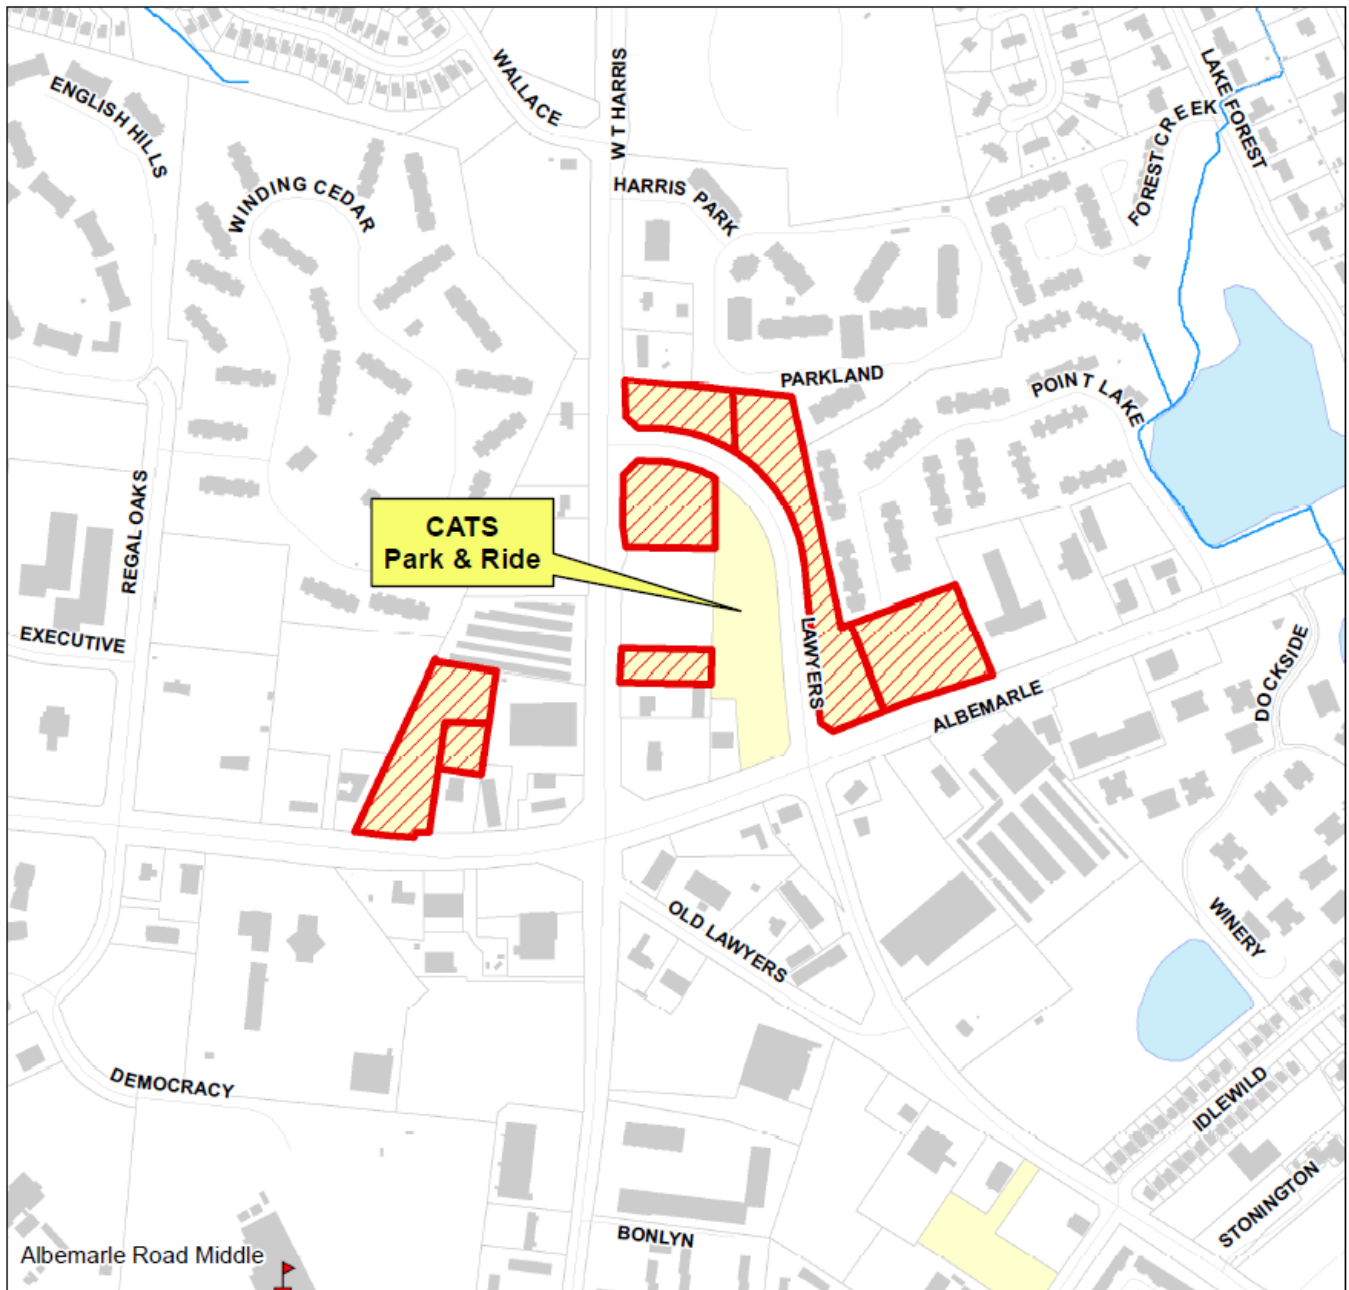 WALLACE
W T HARRIS
LAKE FOREST
ENGLISH HILLS
FOREST CREEK
WINDING CEDAR
HARRIS PARK
PARKLAND
POINT LAKE
REGAL OAKS
CATS
Park & Ride
EXECUTIVE
LAWYERS
DOCKSIDE
ALBEMARLE
OLD LAWYERS
WINERY
DEMOCRACY
IDLEWILD
STONINGTON
BONLYN
Albemarle Road Middle